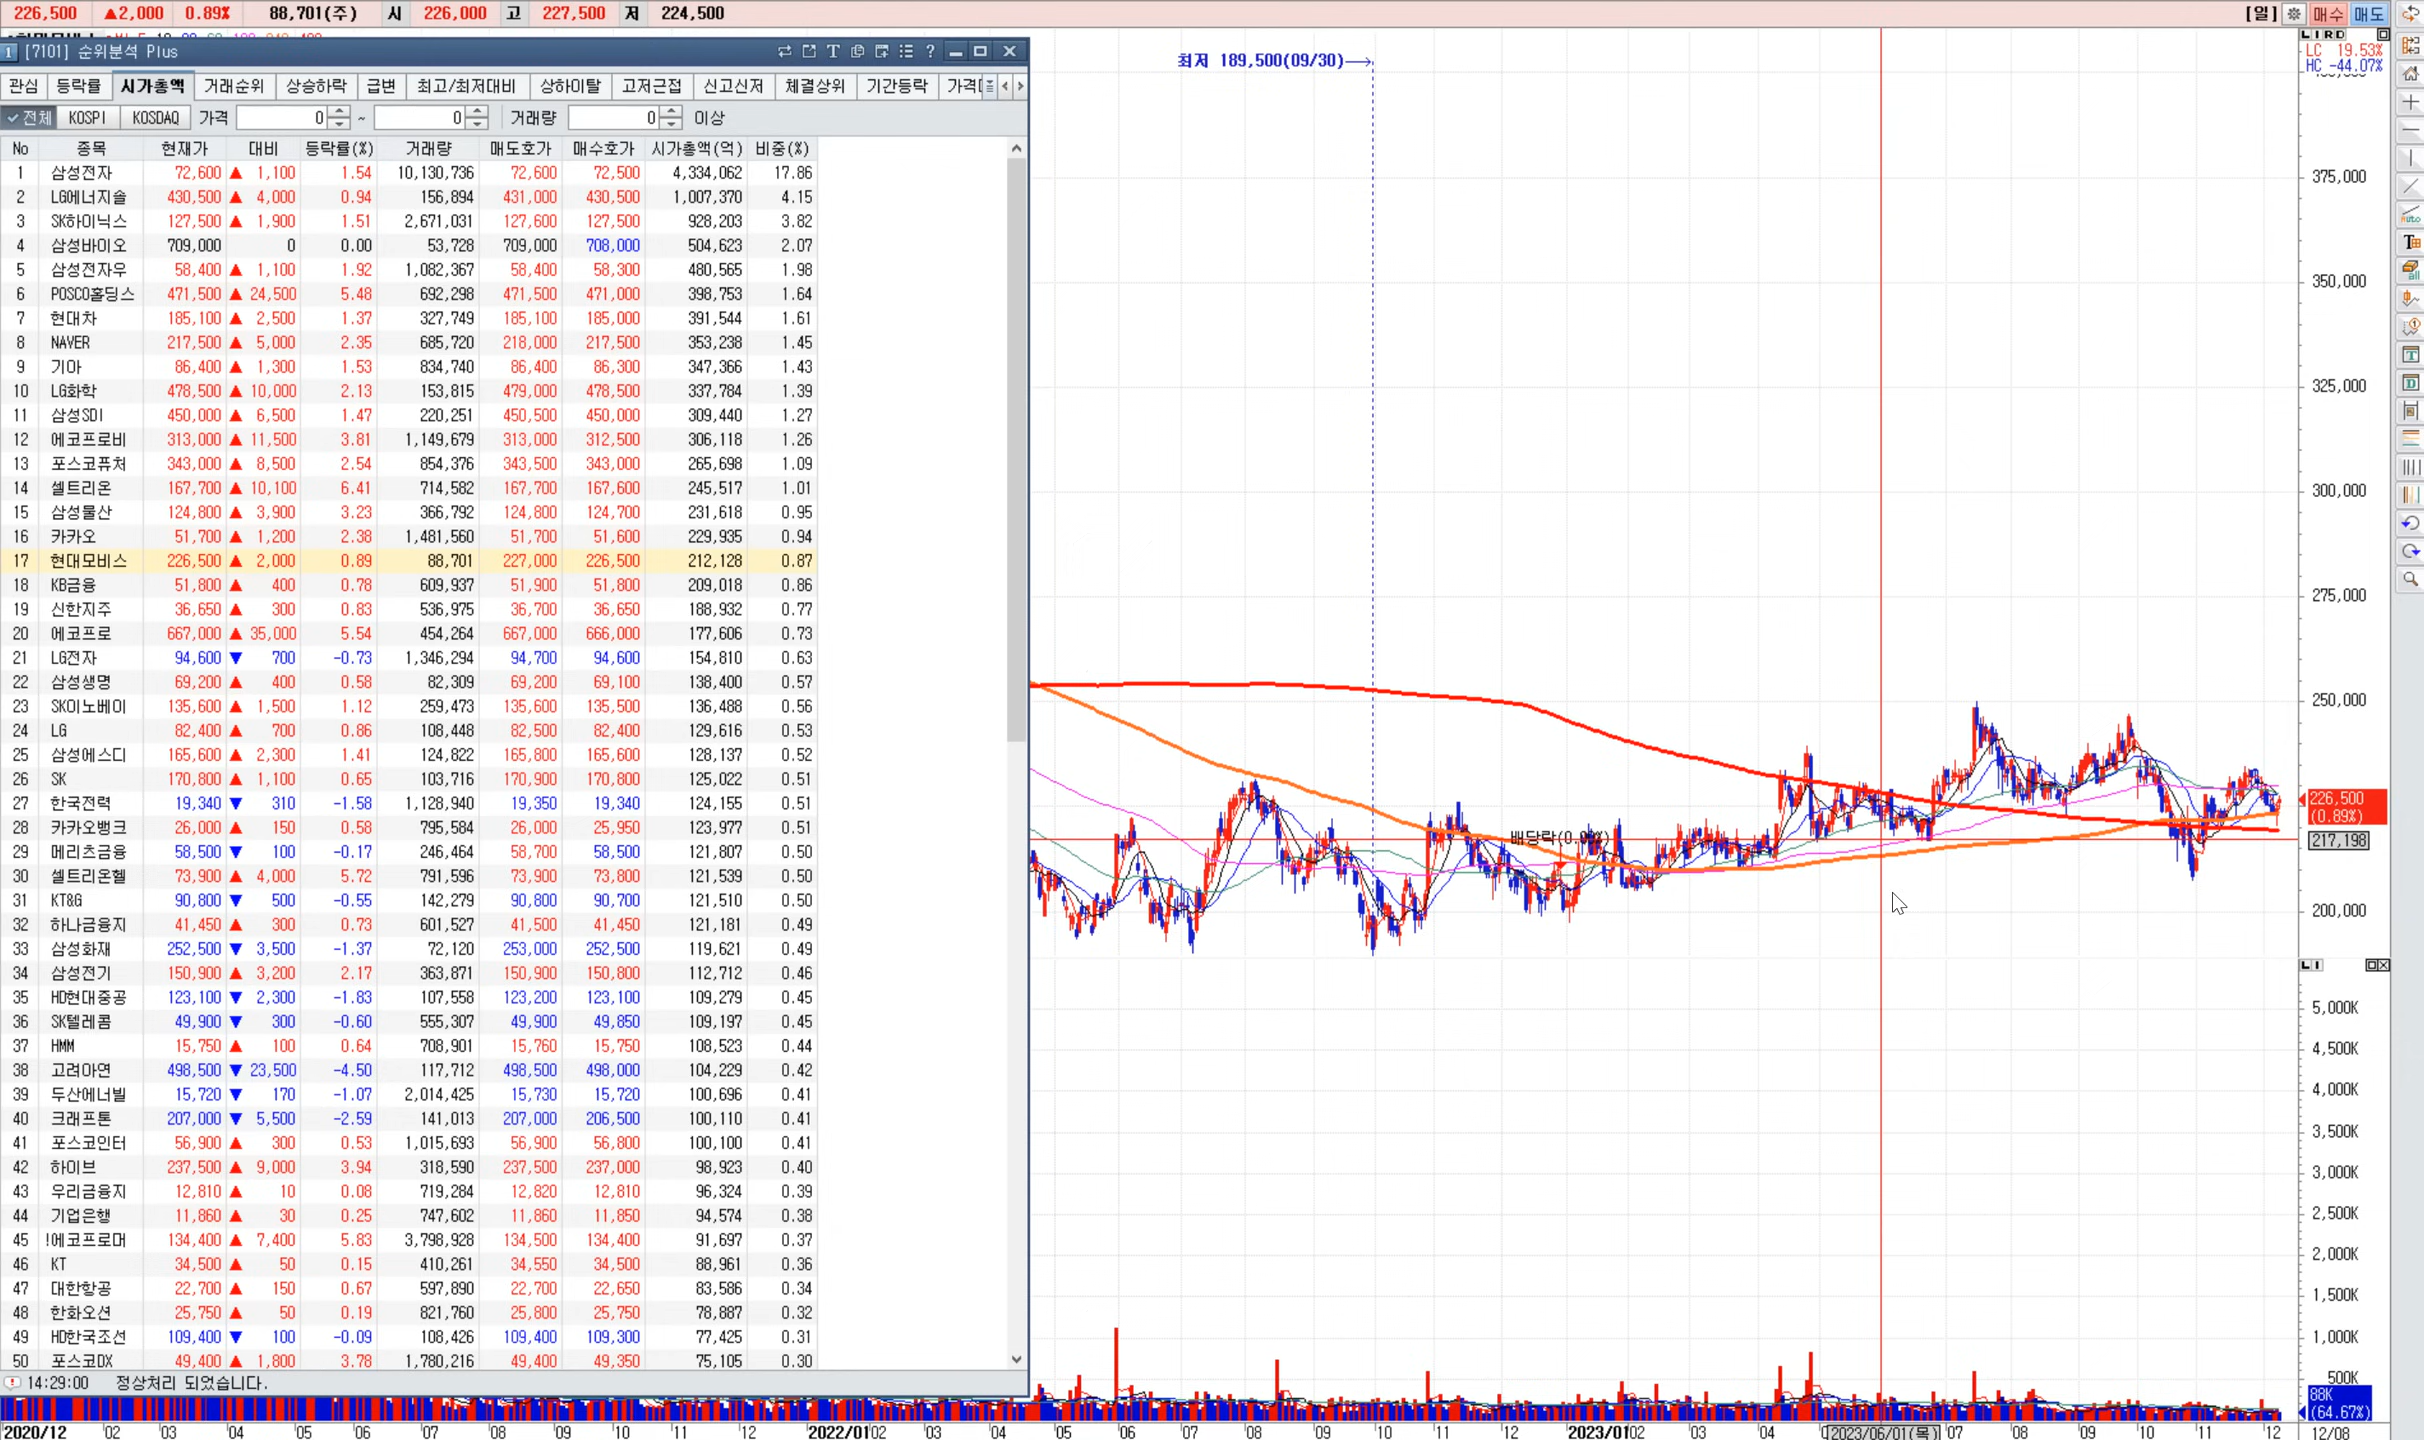 226,500 ▲2,000 0.89% 88,701(주) 시 226,000 고 227,500 저 224,500 [일] 매수 매도
1 [7101] 순위분석 Plus
관심 등락률 시가총액 거래순위 상승하락 급변 최고/최저대비 상하이탈 고저근접 신고신저 체결상위 기간등락
전체 KOSPI KOSDAQ 가격 0 ~ 0 거래량 0 이상
No 종목 현재가 대비 등락률(%) 거래량 매도호가 매수호가 시가총액(억) 비중(%)
1 삼성전자 72,600 ▲ 1,100 1.54 10,130,736 72,600 72,500 4,334,062 17.86
2 LG에너지솔 430,500 ▲ 4,000 0.94 156,894 431,000 430,500 1,007,370 4.15
3 SK하이닉스 127,500 ▲ 1,900 1.51 2,671,031 127,600 127,500 928,203 3.82
4 삼성바이오 709,000 0 0.00 53,728 709,000 708,000 504,623 2.07
5 삼성전자우 58,400 ▲ 1,100 1.92 1,082,367 58,400 58,300 480,565 1.98
6 POSCO홀딩스 471,500 ▲ 24,500 5.48 692,298 471,500 471,000 398,753 1.64
7 현대차 185,100 ▲ 2,500 1.37 327,749 185,100 185,000 391,544 1.61
8 NAVER 217,500 ▲ 5,000 2.35 685,720 218,000 217,500 353,238 1.45
9 기아 86,400 ▲ 1,300 1.53 834,740 86,400 86,300 347,366 1.43
10 LG화학 478,500 ▲ 10,000 2.13 153,815 479,000 478,500 337,784 1.39
11 삼성SDI 450,000 ▲ 6,500 1.47 220,251 450,500 450,000 309,440 1.27
12 에코프로비 313,000 ▲ 11,500 3.81 1,149,679 313,000 312,500 306,118 1.26
13 포스코퓨처 343,000 ▲ 8,500 2.54 854,376 343,500 343,000 265,698 1.09
14 셀트리온 167,700 ▲ 10,100 6.41 714,582 167,700 167,600 245,517 1.01
15 삼성물산 124,800 ▲ 3,900 3.23 366,792 124,800 124,700 231,618 0.95
16 카카오 51,700 ▲ 1,200 2.38 1,481,560 51,700 51,600 229,935 0.94
17 현대모비스 226,500 ▲ 2,000 0.89 88,701 227,000 226,500 212,128 0.87
18 KB금융 51,800 ▲ 400 0.78 609,937 51,900 51,800 209,018 0.86
19 신한지주 36,650 ▲ 300 0.83 536,975 36,700 36,650 188,932 0.77
20 에코프로 667,000 ▲ 35,000 5.54 454,264 667,000 666,000 177,606 0.73
21 LG전자 94,600 ▼ 700 -0.73 1,346,294 94,700 94,600 154,810 0.63
22 삼성생명 69,200 ▲ 400 0.58 82,309 69,200 69,100 138,400 0.57
23 SK이노베이 135,600 ▲ 1,500 1.12 259,473 135,600 135,500 136,488 0.56
24 LG 82,400 ▲ 700 0.86 108,448 82,500 82,400 129,616 0.53
25 삼성에스디 165,600 ▲ 2,300 1.41 124,822 165,800 165,600 128,137 0.52
26 SK 170,800 ▲ 1,100 0.65 103,716 170,900 170,800 125,022 0.51
27 한국전력 19,340 ▼ 310 -1.58 1,128,940 19,350 19,340 124,155 0.51
28 카카오뱅크 26,000 ▲ 150 0.58 795,584 26,000 25,950 123,977 0.51
29 메리츠금융 58,500 ▼ 100 -0.17 246,464 58,700 58,500 121,807 0.50
30 셀트리온헬 73,900 ▲ 4,000 5.72 791,596 73,900 73,800 121,539 0.50
31 KT&G 90,800 ▼ 500 -0.55 142,279 90,800 90,700 121,510 0.50
32 하나금융지 41,450 ▲ 300 0.73 601,527 41,500 41,450 121,181 0.49
33 삼성화재 252,500 ▼ 3,500 -1.37 72,120 253,000 252,500 119,621 0.49
34 삼성전기 150,900 ▲ 3,200 2.17 363,871 150,900 150,800 112,712 0.46
35 HD현대중공 123,100 ▼ 2,300 -1.83 107,558 123,200 123,100 109,279 0.45
36 SK텔레콤 49,900 ▼ 300 -0.60 555,307 49,900 49,850 109,197 0.45
37 HMM 15,750 ▲ 100 0.64 708,901 15,760 15,750 108,523 0.44
38 고려아연 498,500 ▼ 23,500 -4.50 117,712 498,500 498,000 104,229 0.42
39 두산에너빌 15,720 ▼ 170 -1.07 2,014,425 15,730 15,720 100,696 0.41
40 크래프톤 207,000 ▼ 5,500 -2.59 141,013 207,000 206,500 100,110 0.41
41 포스코인터 56,900 ▲ 300 0.53 1,015,693 56,900 56,800 100,100 0.41
42 하이브 237,500 ▲ 9,000 3.94 318,590 237,500 237,000 98,923 0.40
43 우리금융지 12,810 ▲ 10 0.08 719,284 12,820 12,810 96,324 0.39
44 기업은행 11,860 ▲ 30 0.25 747,602 11,860 11,850 94,574 0.38
45 !에코프로머 134,400 ▲ 7,400 5.83 3,798,928 134,500 134,400 91,697 0.37
46 KT 34,500 ▲ 50 0.15 410,261 34,550 34,500 88,961 0.36
47 대한항공 22,700 ▲ 150 0.67 597,890 22,700 22,650 83,586 0.34
48 한화오션 25,750 ▲ 50 0.19 821,760 25,800 25,750 78,887 0.32
49 HD한국조선 109,400 ▼ 100 -0.09 108,426 109,400 109,300 77,425 0.31
50 포스코DX 49,400 ▲ 1,800 3.78 1,780,216 49,400 49,350 75,105 0.30
14:29:00 정상처리 되었습니다.
최저 189,500(09/30)→
배당락
LC 19.53%
HC -44.07%
375,000
350,000
325,000
300,000
275,000
250,000
226,500
(0.89%)
217,198
200,000
5,000K
4,500K
4,000K
3,500K
3,000K
2,500K
2,000K
1,500K
1,000K
500K
88K
(64.67%)
2020/12 02 03 04 05 06 07 08 09 10 11 12 2022/01 02 03 04 05 06 07 08 09 10 11 12 2023/01 02 03 04 2023/06/01(목) 07 08 09 10 11 12 12/08